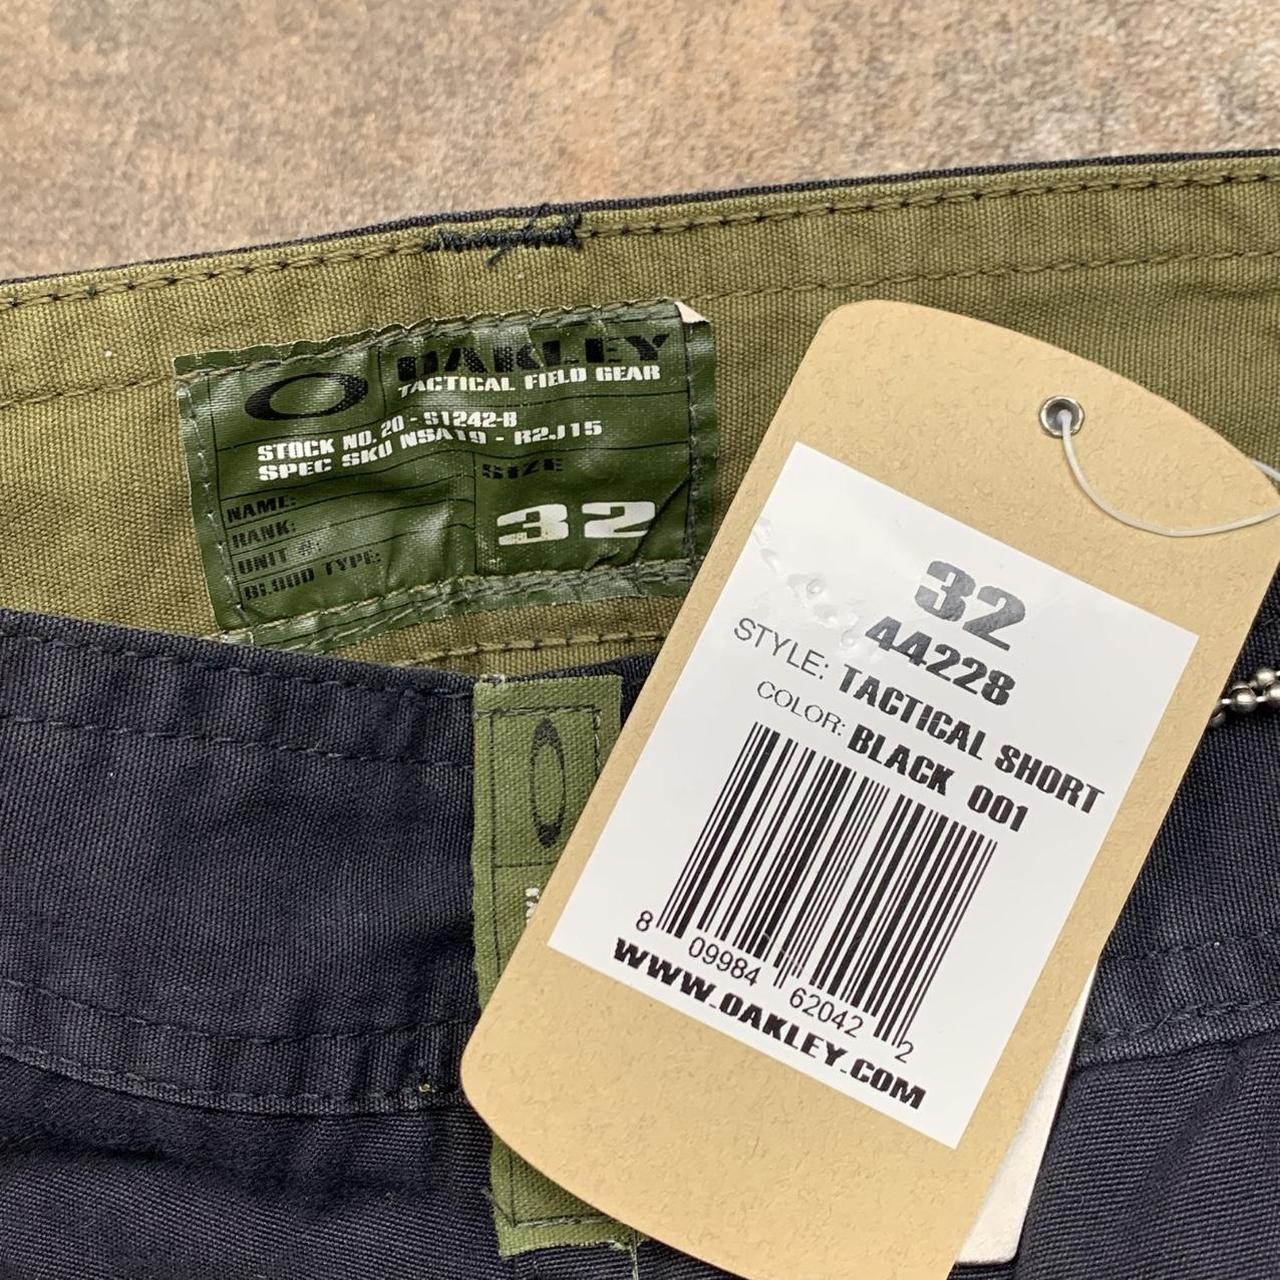 OAKLEY
TACTICAL FIELD GEAR
STOCK NO. 20 - S1242-B
SPEC SKU NSA19 - R2J15
SIZE
32
NAME:
RANK:
UNIT #:
BLOOD TYPE:
32
44228
STYLE: TACTICAL SHORT
COLOR: BLACK 001
8 09984 62042 2
WWW.OAKLEY.COM